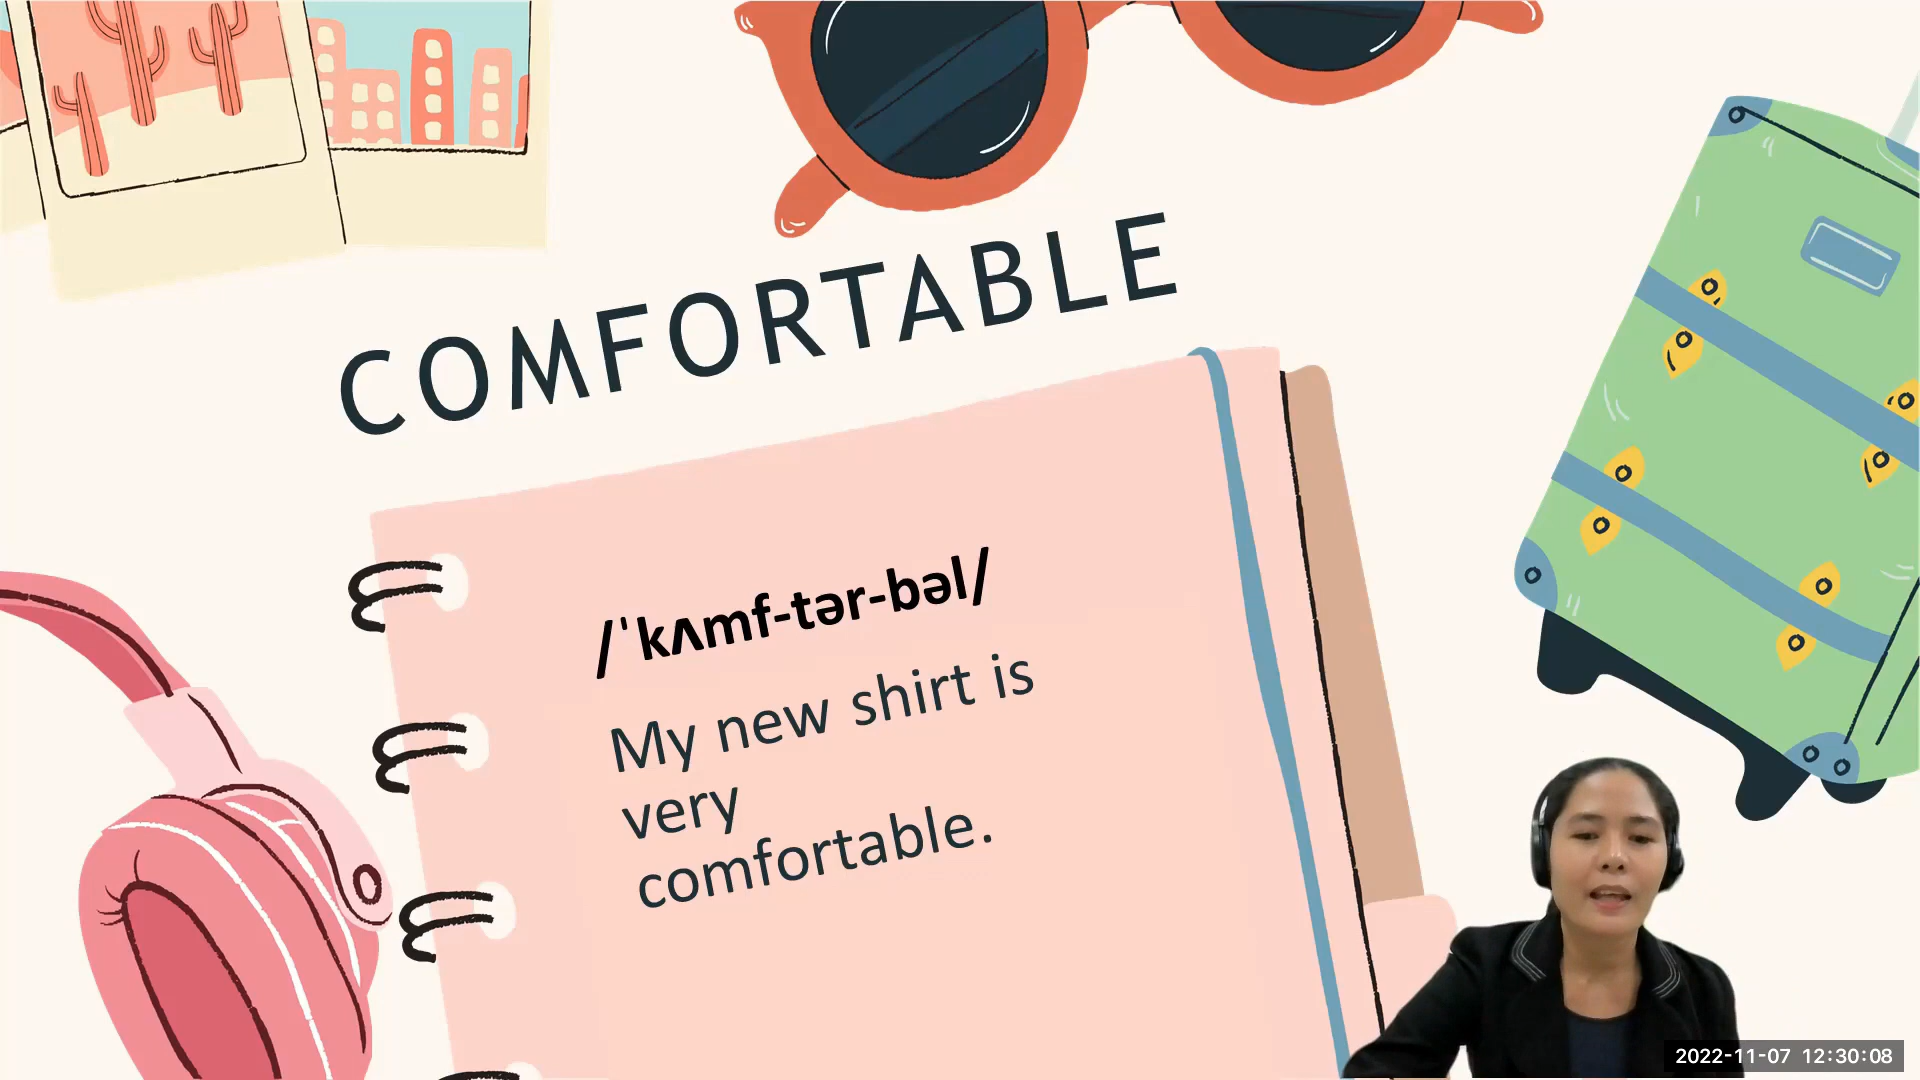 COMFORTABLE
/ˈkʌmf-tər-bəl/
My new shirt is
very
comfortable.
2022-11-07 12:30:08